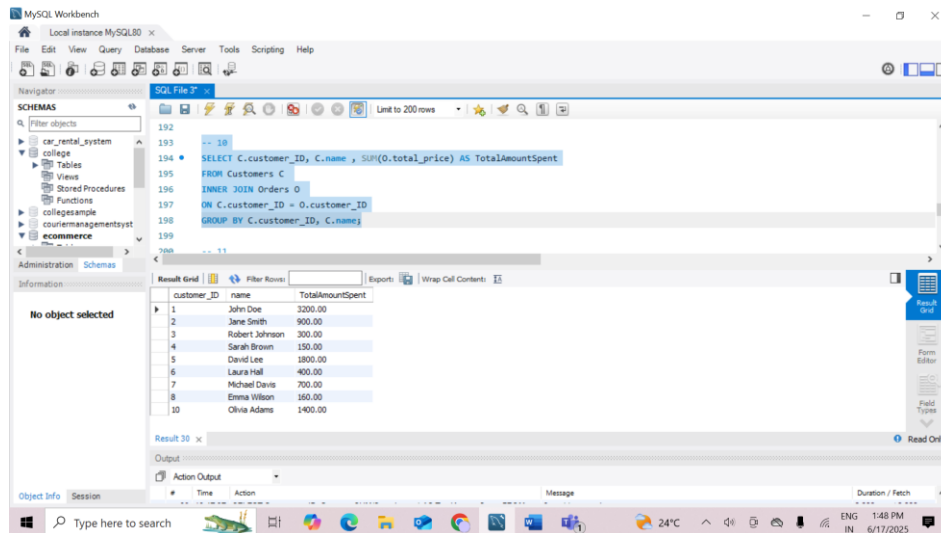 MySQL Workbench
Local instance MySQL80 ×
File Edit View Query Database Server Tools Scripting Help
Navigator
SQL File 3* ×
SCHEMAS
Filter objects
Limit to 200 rows
car_rental_system
college
Tables
Views
Stored Procedures
Functions
collegesample
couriermanagementsyst
ecommerce
Administration Schemas
192
193 -- 10
194 SELECT C.customer_ID, C.name , SUM(O.total_price) AS TotalAmountSpent
195 FROM Customers C
196 INNER JOIN Orders O
197 ON C.customer_ID = O.customer_ID
198 GROUP BY C.customer_ID, C.name;
199
200 -- 11
Information
No object selected
Result Grid Filter Rows: Export: Wrap Cell Content:
customer_ID name TotalAmountSpent
1 John Doe 3200.00
2 Jane Smith 900.00
3 Robert Johnson 300.00
4 Sarah Brown 150.00
5 David Lee 1800.00
6 Laura Hall 400.00
7 Michael Davis 700.00
8 Emma Wilson 160.00
10 Olivia Adams 1400.00
Result Grid
Form Editor
Field Types
Result 30 ×
Read Onl
Output
Action Output
# Time Action Message Duration / Fetch
Object Info Session
Type here to search
24°C
ENG
IN
1:48 PM
6/17/2025